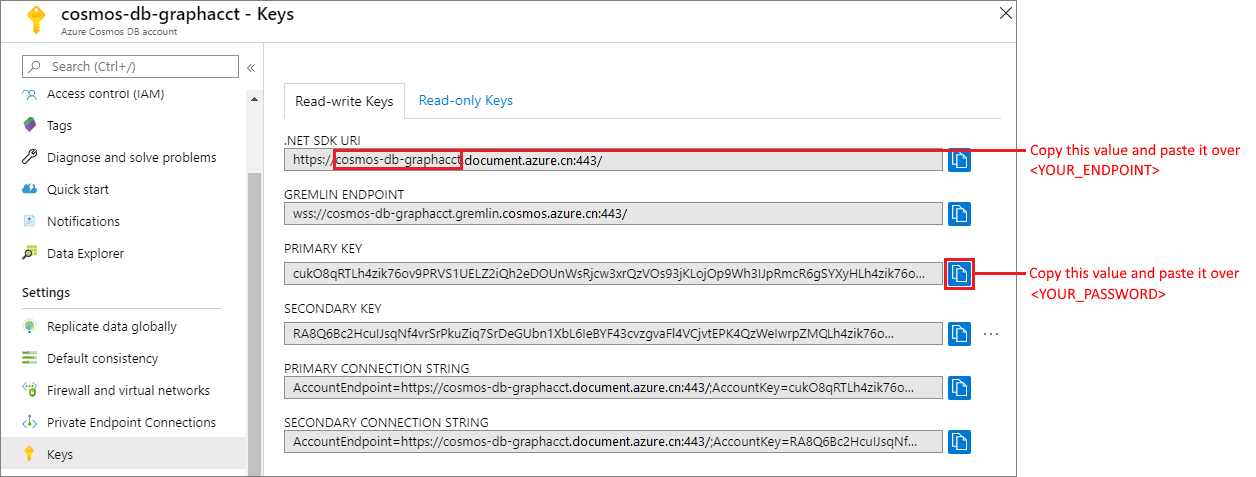 cosmos-db-graphacct - Keys
Azure Cosmos DB account
Search (Ctrl+/)
«
Access control (IAM)
Tags
Diagnose and solve problems
Quick start
Notifications
Data Explorer
Settings
Replicate data globally
Default consistency
Firewall and virtual networks
Private Endpoint Connections
Keys
Read-write Keys
Read-only Keys
.NET SDK URI
https://cosmos-db-graphacct.document.azure.cn:443/
Copy this value and paste it over
<YOUR_ENDPOINT>
GREMLIN ENDPOINT
wss://cosmos-db-graphacct.gremlin.cosmos.azure.cn:443/
PRIMARY KEY
cukO8qRTLh4zik76ov9PRVS1UELZ2iQh2eDOUnWsRjcw3xrQzVOs93jKLojOp9Wh3IJpRmcR6gSYXyHLh4zik76o...
Copy this value and paste it over
<YOUR_PASSWORD>
SECONDARY KEY
RA8Q6Bc2HcuIJsqNf4vrSrPkuZiq7SrDeGUbn1XbL6IeBYF43cvzgvaFl4VCjvtEPK4QzWeIwrpZMQLh4zik76o...
PRIMARY CONNECTION STRING
AccountEndpoint=https://cosmos-db-graphacct.document.azure.cn:443/;AccountKey=cukO8qRTLh4zik76o...
SECONDARY CONNECTION STRING
AccountEndpoint=https://cosmos-db-graphacct.document.azure.cn:443/;AccountKey=RA8Q6Bc2HcuIJsqNf...